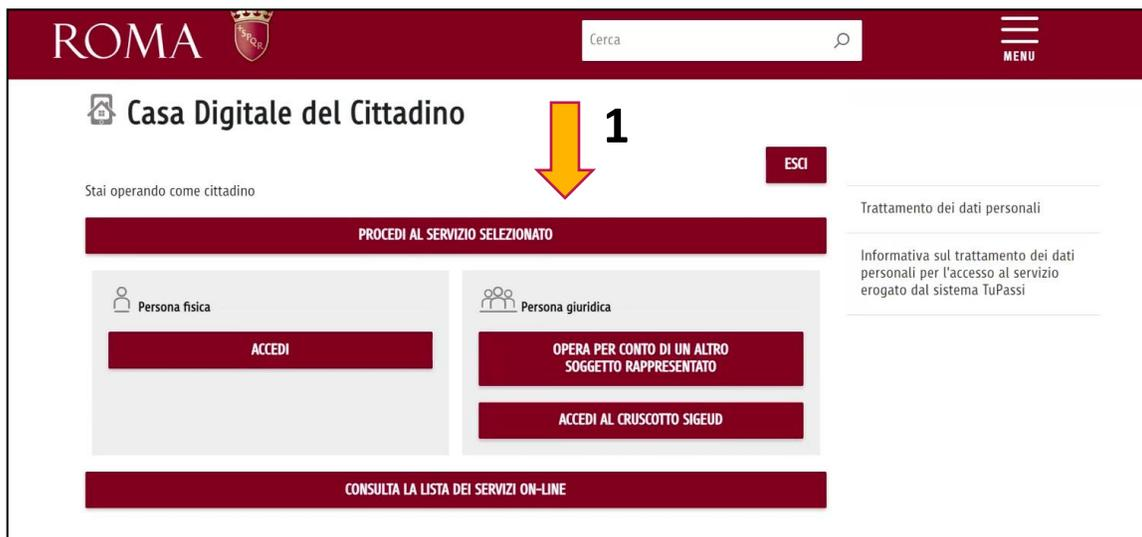 ROMA
SPQR
Cerca
MENU
Casa Digitale del Cittadino
1
ESCI
Stai operando come cittadino
PROCEDI AL SERVIZIO SELEZIONATO
Persona fisica
ACCEDI
Persona giuridica
OPERA PER CONTO DI UN ALTRO
SOGGETTO RAPPRESENTATO
ACCEDI AL CRUSCOTTO SIGEUD
CONSULTA LA LISTA DEI SERVIZI ON-LINE
Trattamento dei dati personali
Informativa sul trattamento dei dati
personali per l'accesso al servizio
erogato dal sistema TuPassi